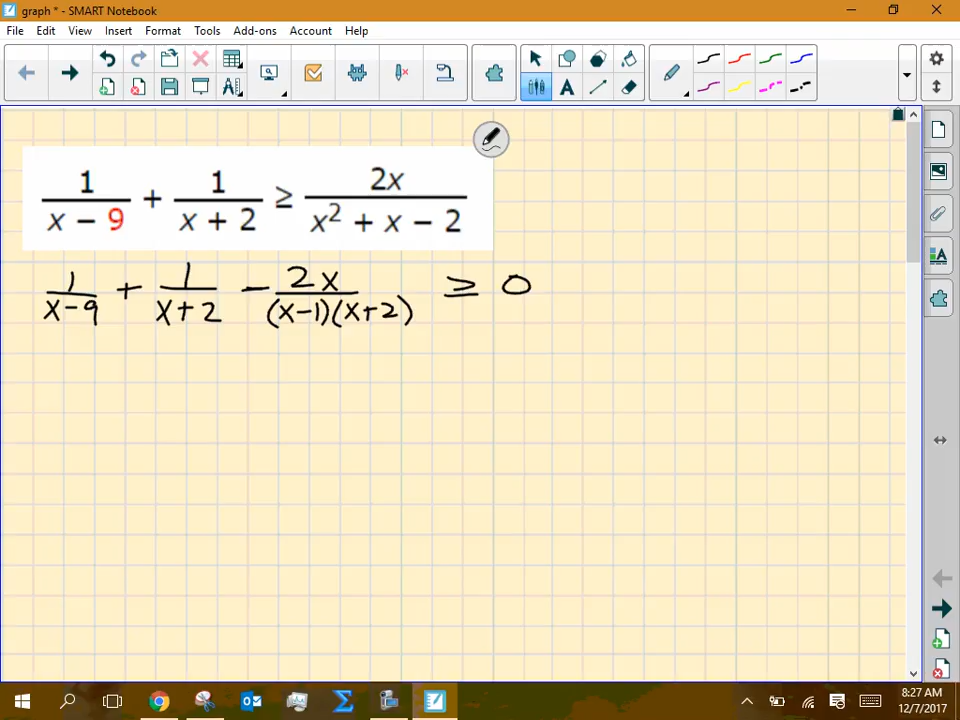 graph * - SMART Notebook
File Edit View Insert Format Tools Add-ons Account Help
1/(x − 9) + 1/(x + 2) ≥ 2x/(x² + x − 2)
1/(x−9) + 1/(x+2) − 2x/((x−1)(x+2)) ≥ 0
8:27 AM
12/7/2017